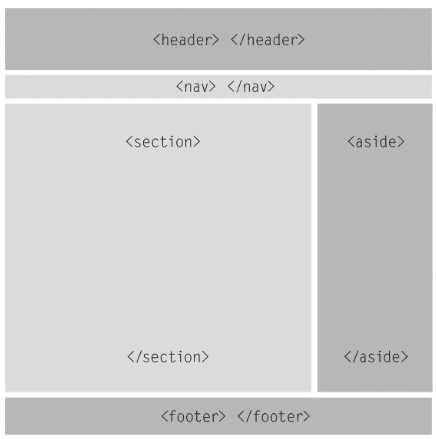 <header> </header>
<nav> </nav>
<section>
<aside>
</section>
</aside>
<footer> </footer>